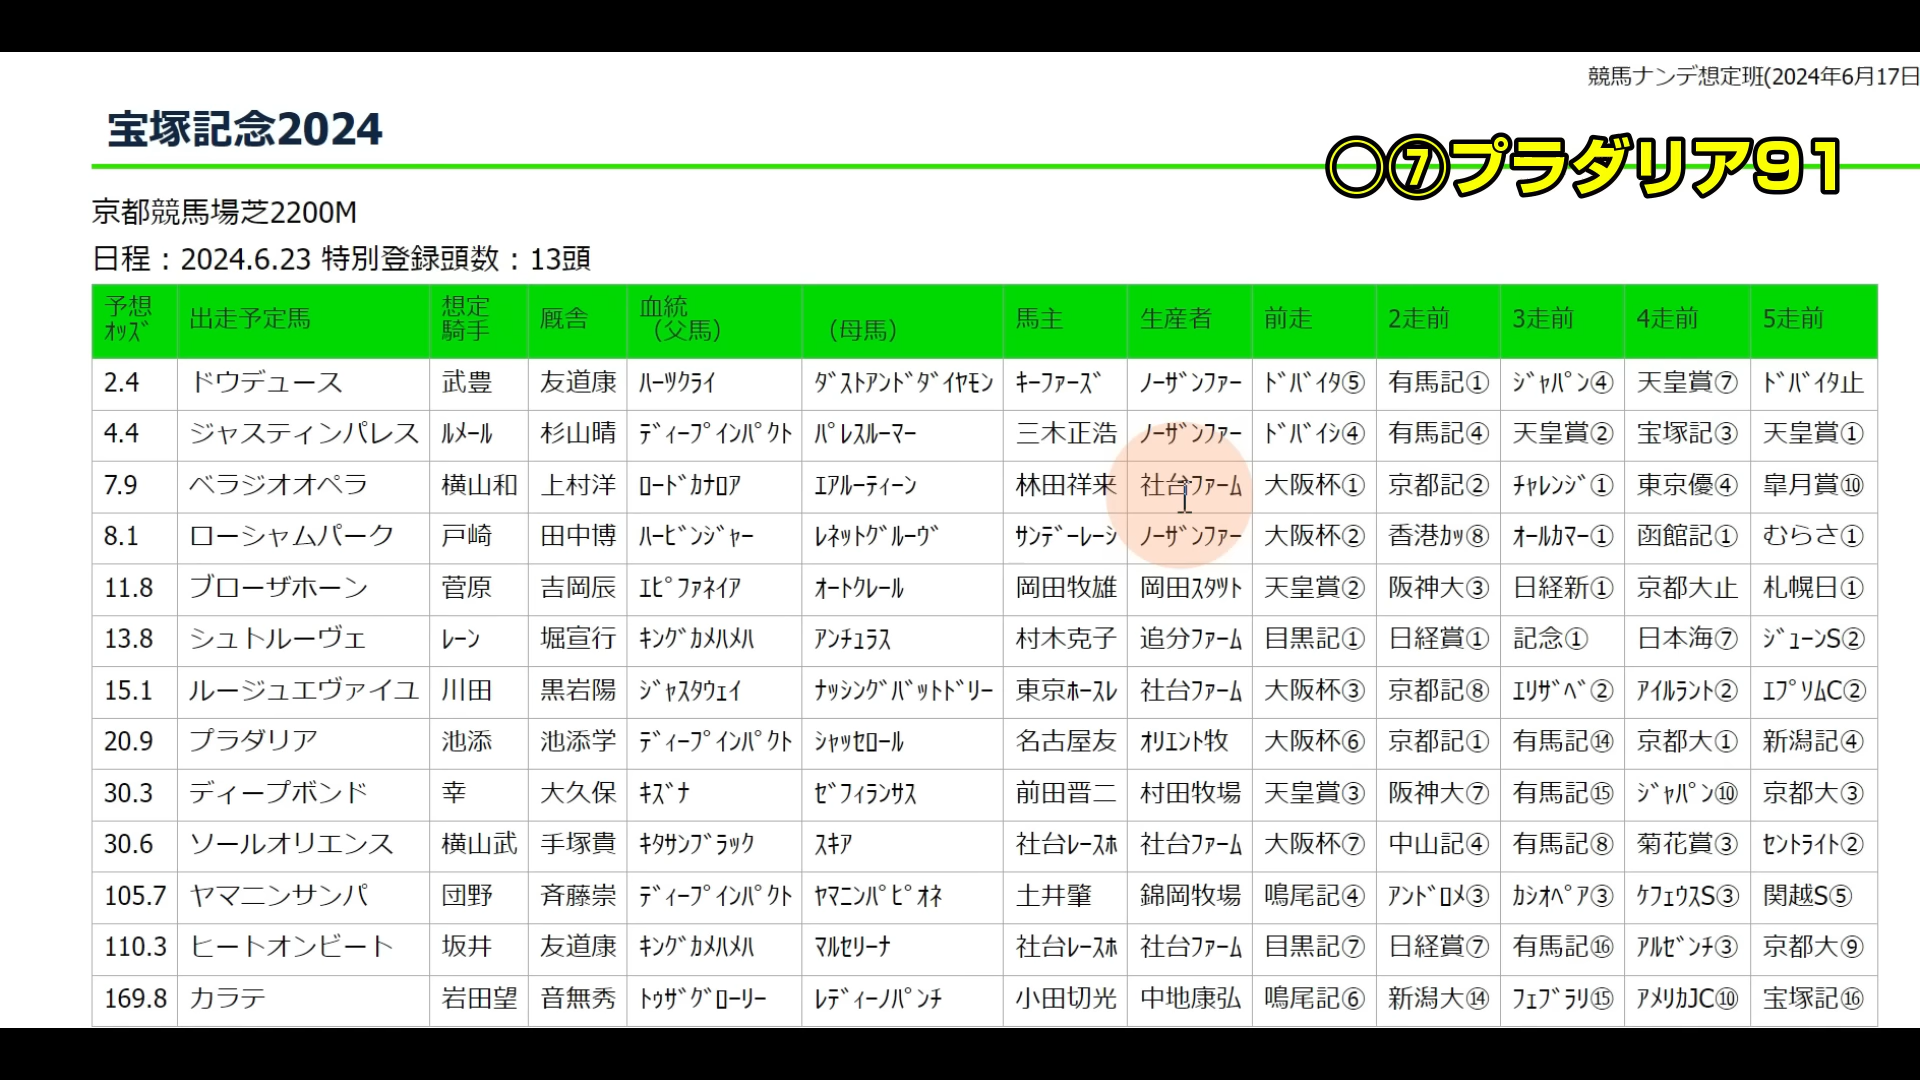 競馬ナンデ想定班(2024年6月17日
宝塚記念2024
○⑦プラダリア91
京都競馬場芝2200M
日程：2024.6.23 特別登録頭数：13頭
予想ｵｯｽﾞ 出走予定馬 想定騎手 厩舎 血統（父馬） （母馬） 馬主 生産者 前走 2走前 3走前 4走前 5走前
2.4 ドウデュース 武豊 友道康 ﾊｰﾂｸﾗｲ ﾀﾞｽﾄｱﾝﾄﾞﾀﾞｲﾔﾓﾝ ｷｰﾌｧｰｽﾞ ﾉｰｻﾞﾝﾌｧｰ ﾄﾞﾊﾞｲﾀ⑤ 有馬記① ｼﾞｬﾊﾟﾝ④ 天皇賞⑦ ﾄﾞﾊﾞｲﾀ止
4.4 ジャスティンパレス ﾙﾒｰﾙ 杉山晴 ﾃﾞｨｰﾌﾟｲﾝﾊﾟｸﾄ ﾊﾟﾚｽﾙｰﾏｰ 三木正浩 ﾉｰｻﾞﾝﾌｧｰ ﾄﾞﾊﾞｲｼ④ 有馬記④ 天皇賞② 宝塚記③ 天皇賞①
7.9 ベラジオオペラ 横山和 上村洋 ﾛｰﾄﾞｶﾅﾛｱ ｴｱﾙｰﾃｨｰﾝ 林田祥来 社台ﾌｧｰﾑ 大阪杯① 京都記② ﾁｬﾚﾝｼﾞ① 東京優④ 皐月賞⑩
8.1 ローシャムパーク 戸崎 田中博 ﾊｰﾋﾞﾝｼﾞｬｰ ﾚﾈｯﾄｸﾞﾙｰｳﾞ ｻﾝﾃﾞｰﾚｰｼ ﾉｰｻﾞﾝﾌｧｰ 大阪杯② 香港ｶｯ⑧ ｵｰﾙｶﾏｰ① 函館記① むらさ①
11.8 ブローザホーン 菅原 吉岡辰 ｴﾋﾟﾌｧﾈｲｱ ｵｰﾄｸﾚｰﾙ 岡田牧雄 岡田ｽﾀﾂﾄ 天皇賞② 阪神大③ 日経新① 京都大止 札幌日①
13.8 シュトルーヴェ ﾚｰﾝ 堀宣行 ｷﾝｸﾞｶﾒﾊﾒﾊ ｱﾝﾁｭﾗｽ 村木克子 追分ﾌｧｰﾑ 目黒記① 日経賞① 記念① 日本海⑦ ｼﾞｭｰﾝS②
15.1 ルージュエヴァイユ 川田 黒岩陽 ｼﾞｬｽﾀｳｪｲ ﾅｯｼﾝｸﾞﾊﾞｯﾄﾄﾞﾘｰ 東京ﾎｰｽﾚ 社台ﾌｧｰﾑ 大阪杯③ 京都記⑧ ｴﾘｻﾞﾍﾞ② ｱｲﾙﾗﾝﾄ② ｴﾌﾟｿﾑC②
20.9 プラダリア 池添 池添学 ﾃﾞｨｰﾌﾟｲﾝﾊﾟｸﾄ ｼｬｯｾﾛｰﾙ 名古屋友 ｵﾘｴﾝﾄ牧 大阪杯⑥ 京都記① 有馬記⑭ 京都大① 新潟記④
30.3 ディープボンド 幸 大久保 ｷｽﾞﾅ ｾﾞﾌｨﾗﾝｻｽ 前田晋二 村田牧場 天皇賞③ 阪神大⑦ 有馬記⑮ ｼﾞｬﾊﾟﾝ⑩ 京都大③
30.6 ソールオリエンス 横山武 手塚貴 ｷﾀｻﾝﾌﾞﾗｯｸ ｽｷｱ 社台ﾚｰｽﾎ 社台ﾌｧｰﾑ 大阪杯⑦ 中山記④ 有馬記⑧ 菊花賞③ ｾﾝﾄﾗｲﾄ②
105.7 ヤマニンサンパ 団野 斉藤崇 ﾃﾞｨｰﾌﾟｲﾝﾊﾟｸﾄ ﾔﾏﾆﾝﾊﾟﾋﾟｵﾈ 土井肇 錦岡牧場 鳴尾記④ ｱﾝﾄﾞﾛﾒ③ ｶｼｵﾍﾟｱ③ ｹﾌｪｳｽS③ 関越S⑤
110.3 ヒートオンビート 坂井 友道康 ｷﾝｸﾞｶﾒﾊﾒﾊ ﾏﾙｾﾘｰﾅ 社台ﾚｰｽﾎ 社台ﾌｧｰﾑ 目黒記⑦ 日経賞⑦ 有馬記⑯ ｱﾙｾﾞﾝﾁ③ 京都大⑨
169.8 カラテ 岩田望 音無秀 ﾄｩｻﾞｸﾞﾛｰﾘｰ ﾚﾃﾞｨｰﾉﾊﾟﾝﾁ 小田切光 中地康弘 鳴尾記⑥ 新潟大⑭ ﾌｪﾌﾞﾗﾘ⑮ ｱﾒﾘｶJC⑩ 宝塚記⑯